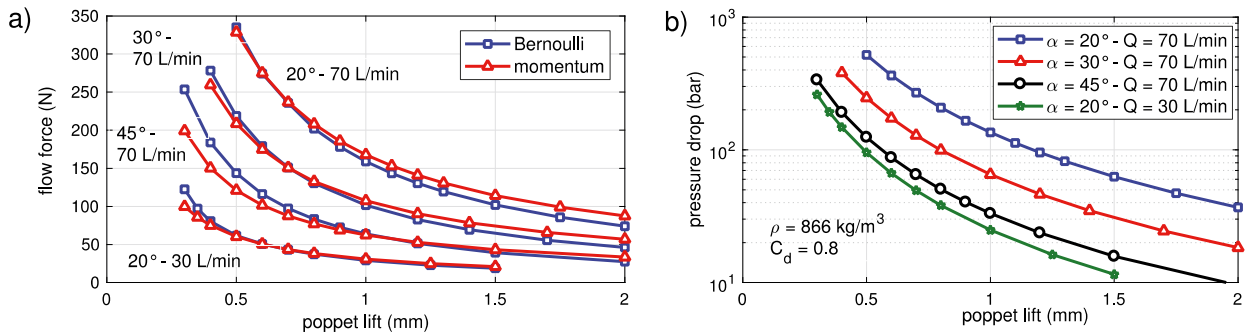 a)
flow force (N)
350
300
250
200
150
100
50
0
0
0.5
1
1.5
2
poppet lift (mm)
30° -
70 L/min
45° -
70 L/min
20° - 70 L/min
20° - 30 L/min
Bernoulli
momentum
b)
pressure drop (bar)
10³
10²
10¹
0
0.5
1
1.5
2
poppet lift (mm)
α = 20° - Q = 70 L/min
α = 30° - Q = 70 L/min
α = 45° - Q = 70 L/min
α = 20° - Q = 30 L/min
ρ = 866 kg/m³
C_d = 0.8